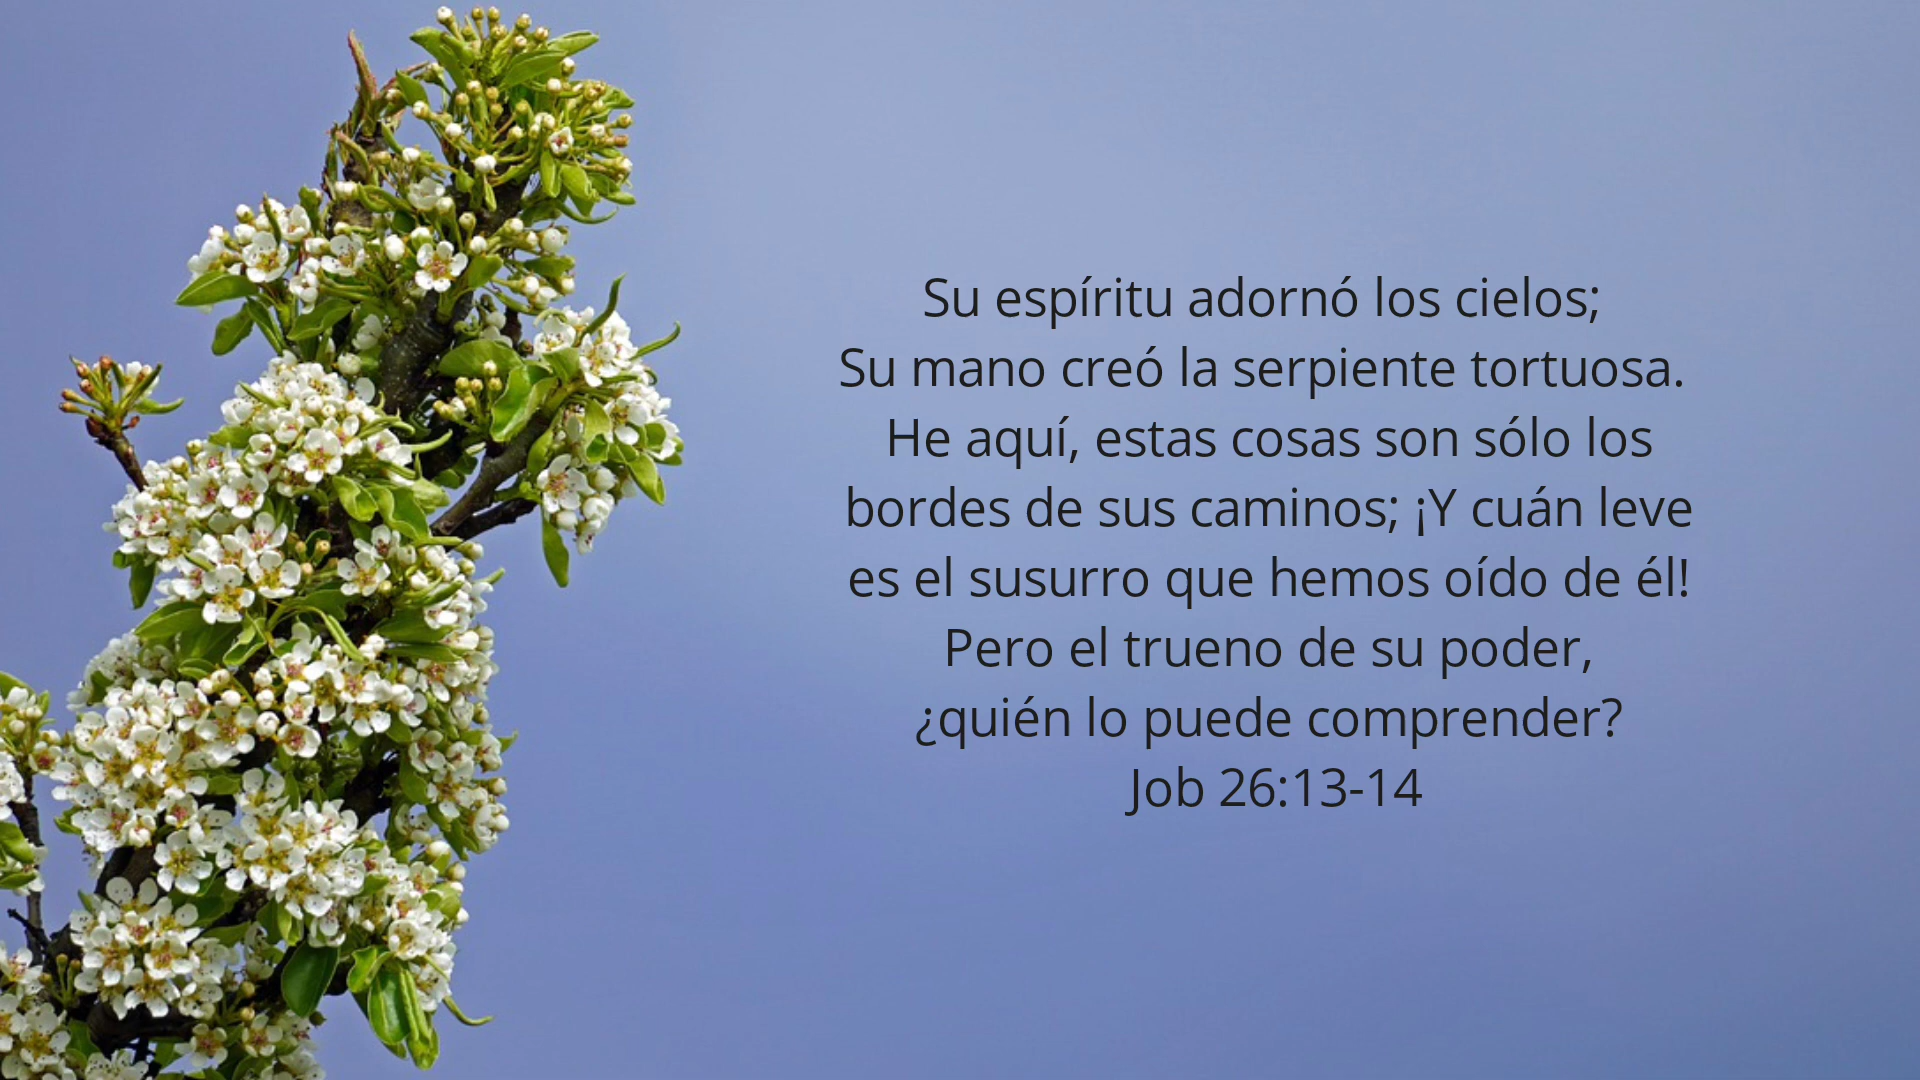 Su espíritu adornó los cielos;
Su mano creó la serpiente tortuosa.
He aquí, estas cosas son sólo los
bordes de sus caminos; ¡Y cuán leve
es el susurro que hemos oído de él!
Pero el trueno de su poder,
¿quién lo puede comprender?
Job 26:13-14